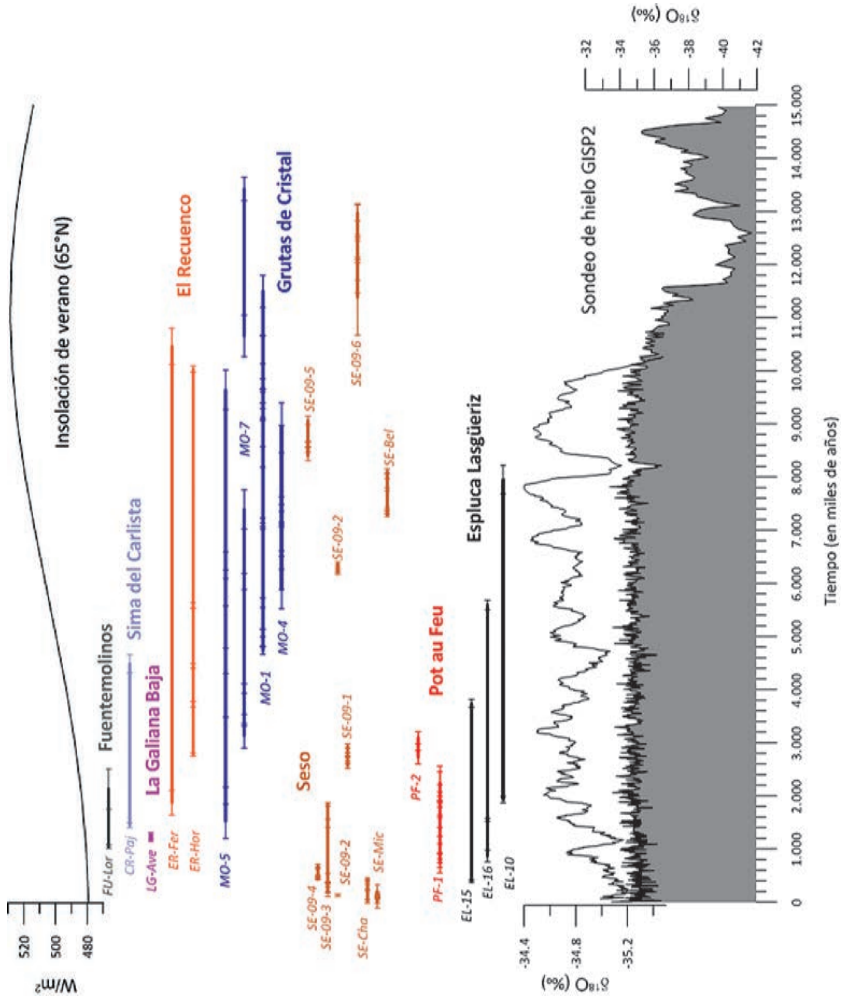 W/m²
520
500
480
Insolación de verano (65°N)
FU-Lor
Fuentemolinos
CR-Paj
Sima del Carlista
LG-Ave
La Galiana Baja
ER-Fer
El Recuenco
ER-Hor
MO-5
MO-7
MO-1
Grutas de Cristal
MO-4
Seso
SE-09-5
SE-09-4
SE-09-3
SE-09-2
SE-09-2
SE-09-1
SE-09-6
SE-Cha
SE-Mic
SE-Bel
PF-2
Pot au Feu
PF-1
EL-15
EL-16
Espluca Lasgüeriz
EL-10
-34.4
-34.8
-35.2
δ¹⁸O (‰)
Sondeo de hielo GISP2
-32
-34
-36
-38
-40
-42
δ¹⁸O (‰)
0
1.000
2.000
3.000
4.000
5.000
6.000
7.000
8.000
9.000
10.000
11.000
12.000
13.000
14.000
15.000
Tiempo (en miles de años)